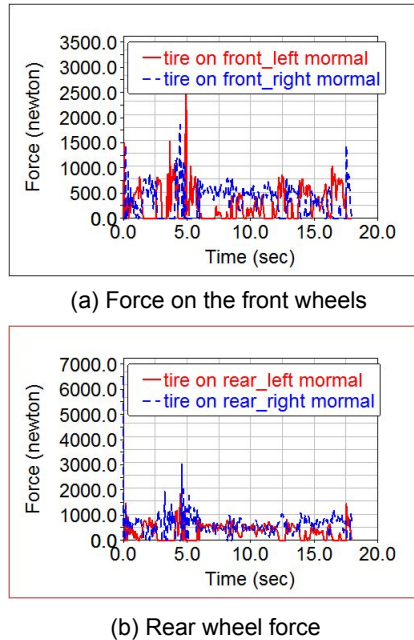 3500.0
3000.0
2500.0
2000.0
1500.0
1000.0
500.0
0.0
Force (newton)
tire on front_left mormal
tire on front_right mormal
0.0 5.0 10.0 15.0 20.0
Time (sec)
(a) Force on the front wheels
7000.0
6000.0
5000.0
4000.0
3000.0
2000.0
1000.0
0.0
Force (newton)
tire on rear_left mormal
tire on rear_right mormal
0.0 5.0 10.0 15.0 20.0
Time (sec)
(b) Rear wheel force